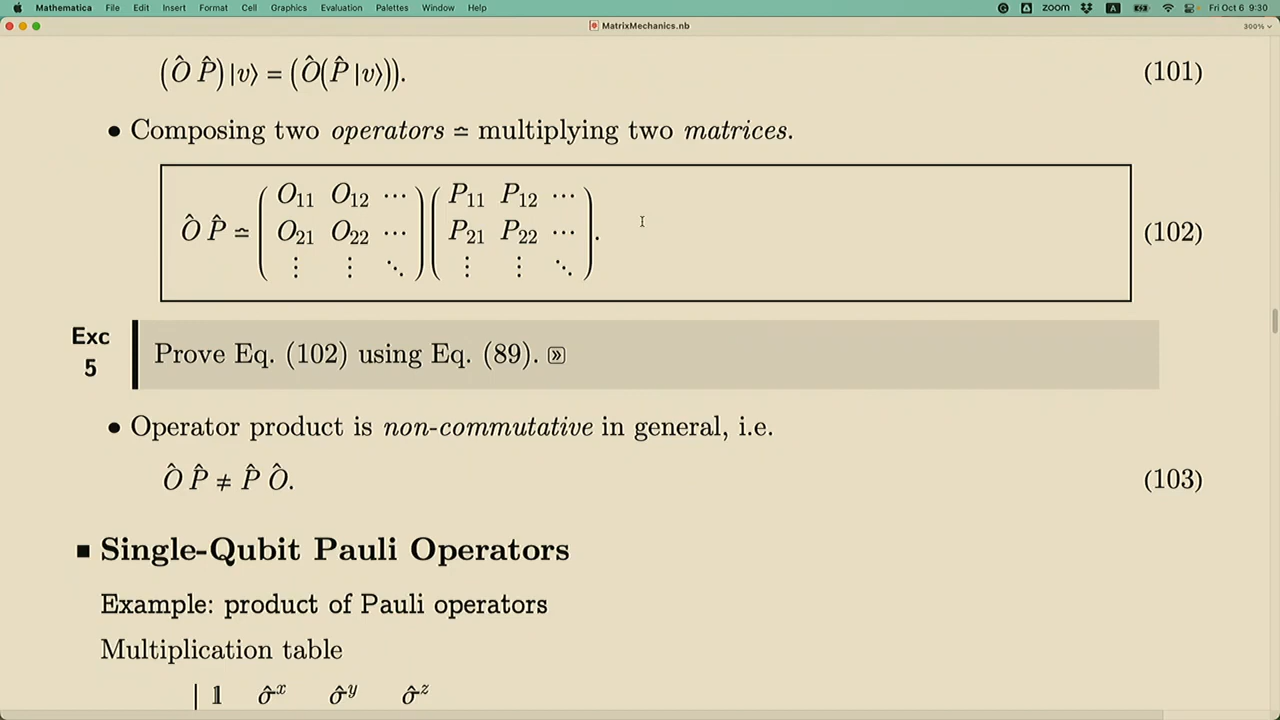 Mathematica File Edit Insert Format Cell Graphics Evaluation Palettes Window Help zoom A Fri Oct 6 9:30
MatrixMechanics.nb 300%
(Ô P̂)|v⟩ = (Ô(P̂ |v⟩)). (101)
• Composing two operators ≏ multiplying two matrices.
Ô P̂ ≏ ( O₁₁ O₁₂ ⋯ ) ( P₁₁ P₁₂ ⋯ )
( O₂₁ O₂₂ ⋯ ) ( P₂₁ P₂₂ ⋯ ). (102)
( ⋮ ⋮ ⋱ ) ( ⋮ ⋮ ⋱ )
Exc
5
Prove Eq. (102) using Eq. (89). »
• Operator product is non-commutative in general, i.e.
Ô P̂ ≠ P̂ Ô. (103)
■ Single-Qubit Pauli Operators
Example: product of Pauli operators
Multiplication table
| 𝟙 σ̂ˣ σ̂ʸ σ̂ᶻ